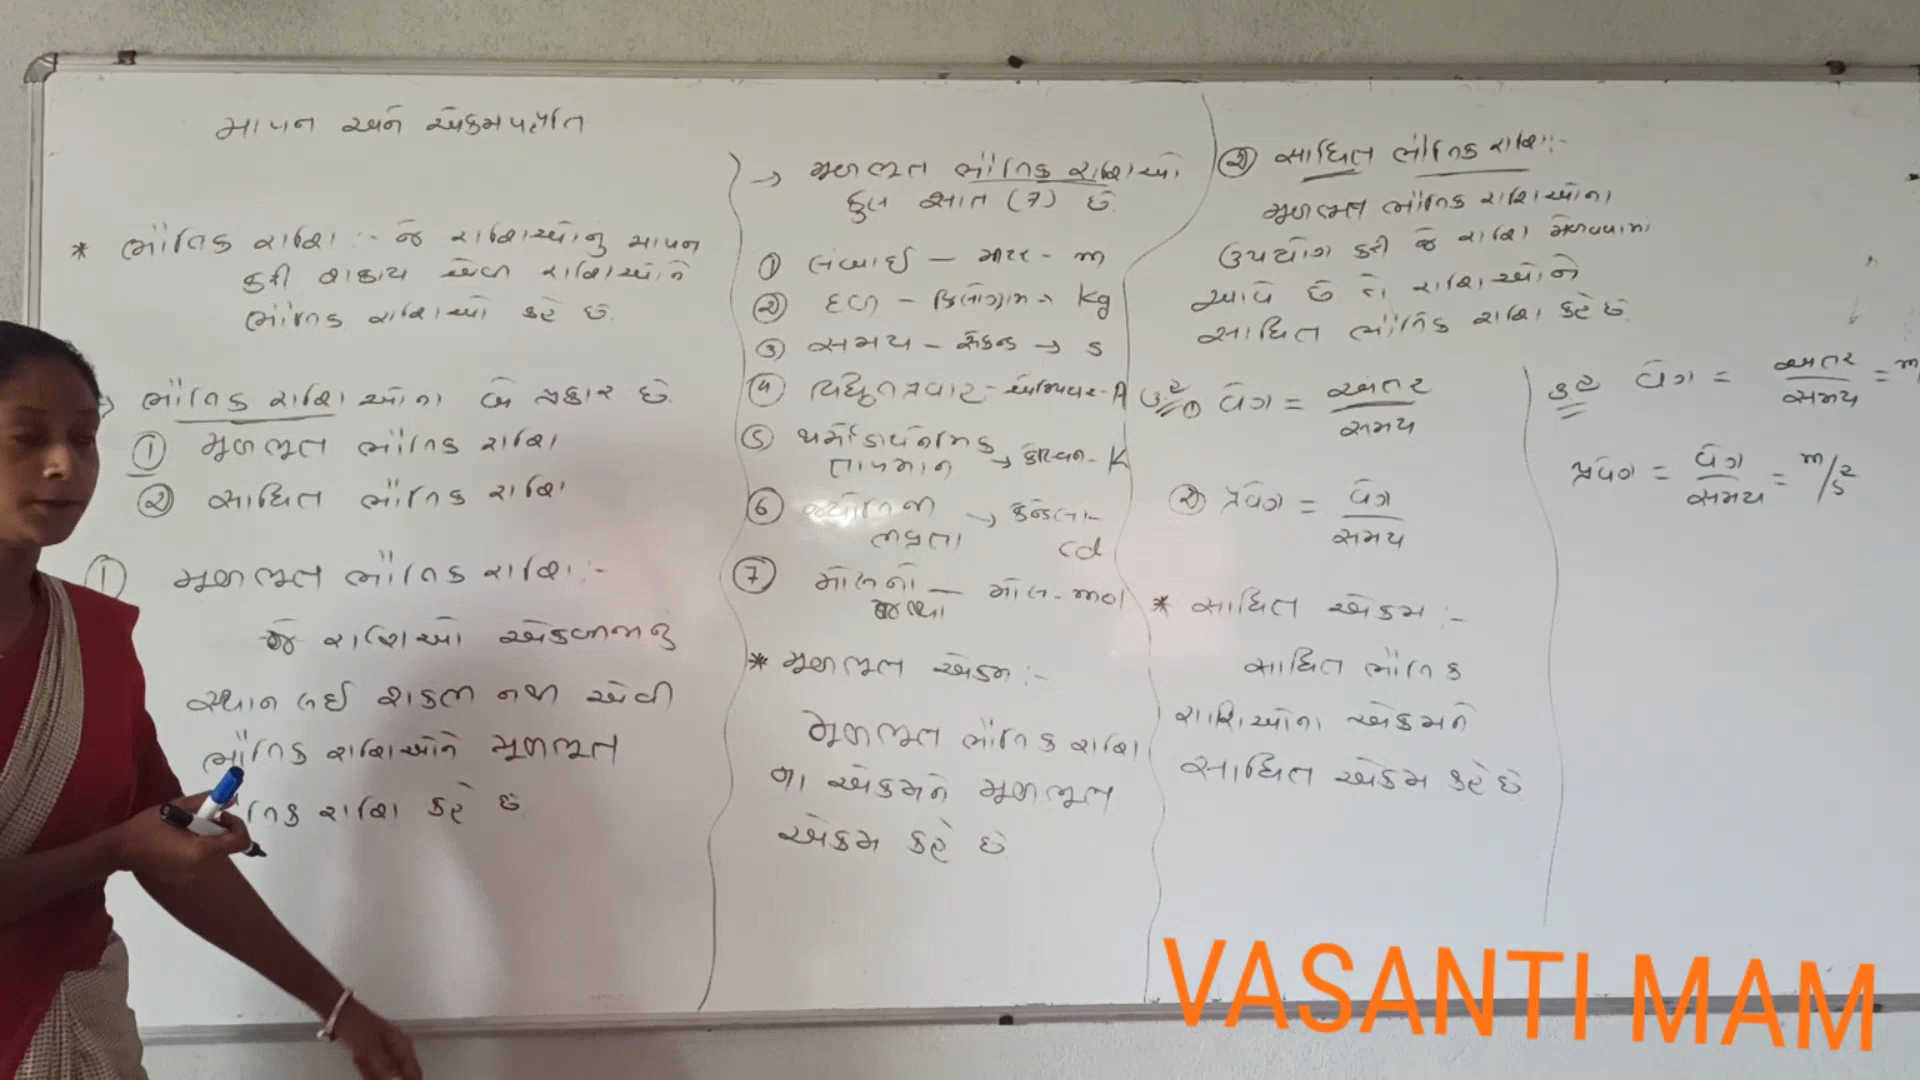 માપન અને એકમપદ્ધતિ
* ભૌતિક રાશિ :- જે રાશિઓનું માપન
કરી શકાય એવી રાશિઓને
ભૌતિક રાશિઓ કહે છે.
ભૌતિક રાશિઓના બે પ્રકાર છે.
① મૂળભૂત ભૌતિક રાશિ
② સાધિત ભૌતિક રાશિ
① મૂળભૂત ભૌતિક રાશિ :-
જે રાશિઓ એકબીજાનું
સ્થાન લઈ શકતી નથી એવી
ભૌતિક રાશિઓને મૂળભૂત
તિક રાશિ કહે છે.
→ મૂળભૂત ભૌતિક રાશિઓ
કુલ સાત (7) છે.
① લંબાઈ - મીટર - m
② દળ - કિલોગ્રામ → Kg
③ સમય - સેકન્ડ → s
④ વિદ્યુતપ્રવાહ - એમ્પિયર - A
⑤ થર્મોડાયનેમિક
તાપમાન → કેલ્વિન - K
⑥ જ્યોતિની → કેન્ડેલા -
તીવ્રતા cd
⑦ મોલનો — મોલ - mol
જથ્થો
* મૂળભૂત એકમ :-
મૂળભૂત ભૌતિક રાશિ
ના એકમને મૂળભૂત
એકમ કહે છે
② સાધિત ભૌતિક રાશિ :-
મૂળભૂત ભૌતિક રાશિઓના
ઉપયોગ કરી જે રાશિ મેળવવામાં
આવે છે તે રાશિઓને
સાધિત ભૌતિક રાશિ કહે છે.
ઉ.દા. ① વેગ = અંતર / સમય
② પ્રવેગ = વેગ / સમય
* સાધિત એકમ :-
સાધિત ભૌતિક
રાશિઓના એકમને
સાધિત એકમ કહે છે
ઉ.દા. વેગ = અંતર / સમય = m
પ્રવેગ = વેગ / સમય = m/s²
VASANTI MAM